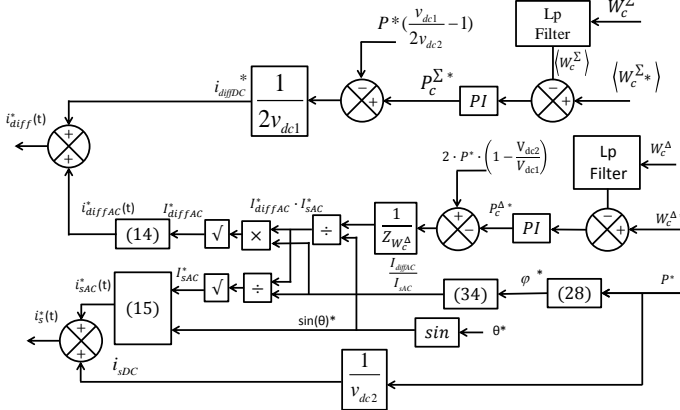 P*(v_dc1/2v_dc2 −1)
Lp Filter
W_c^Σ
⟨W_c^Σ⟩
−
+
⟨W_c^Σ*⟩
PI
P_c^Σ*
−
+
1/2v_dc1
i_diffDC*
i*_diff(t)
+
+
2 · P* · (1 − V_dc2/V_dc1)
Lp Filter
W_c^Δ
−
+
W_c^Δ*
PI
P_c^Δ*
+
−
1/Z_W_c^Δ
I*_diffAC · I*_sAC
÷
×
√
I*_diffAC
(14)
i*_diffAC(t)
I_diffAC/I_sAC
(34)
φ*
(28)
P*
÷
√
I*_sAC
(15)
i*_sAC(t)
sin(θ)*
sin
θ*
i*_s(t)
+
+
i_sDC
1/v_dc2